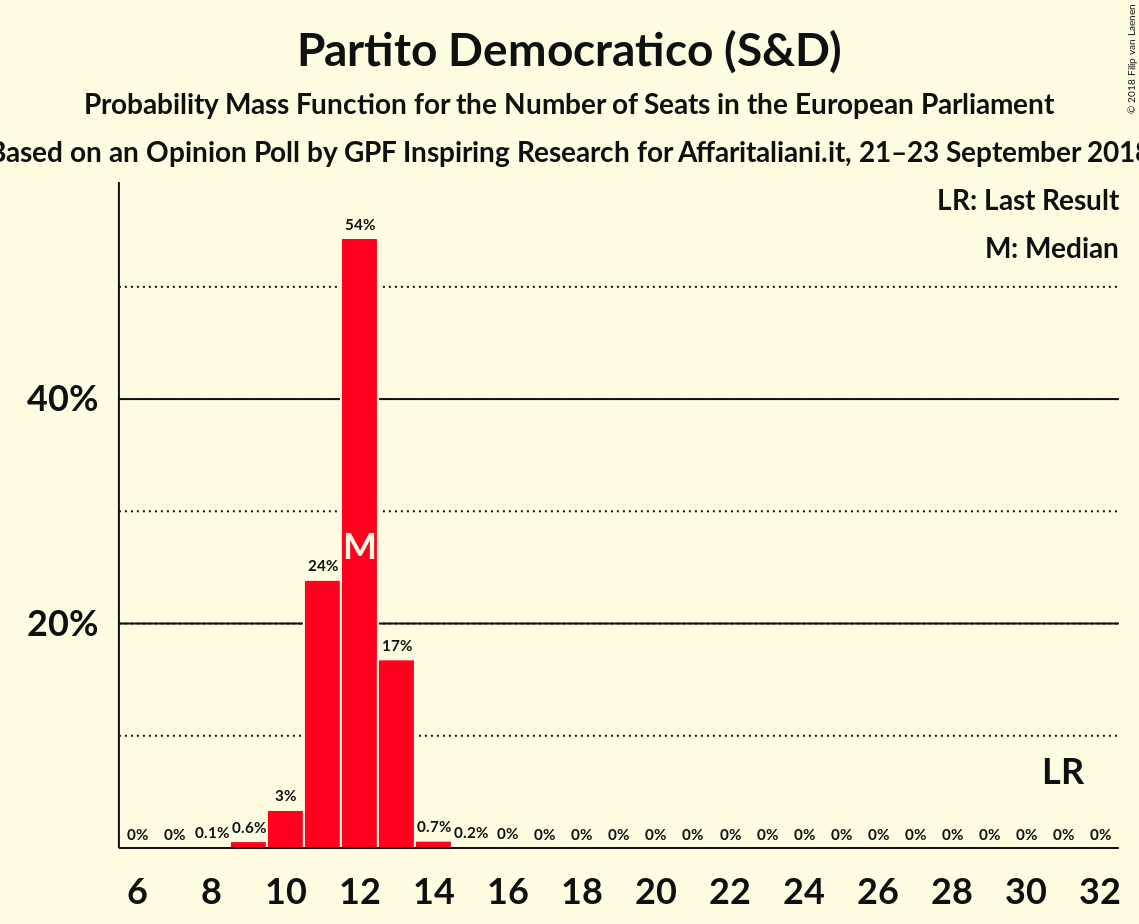 Partito Democratico (S&D)
Probability Mass Function for the Number of Seats in the European Parliament
Based on an Opinion Poll by GPF Inspiring Research for Affaritaliani.it, 21–23 September 2018
© 2018 Filip van Laenen
LR: Last Result
M: Median
40%
20%
0% 0% 0.1% 0.6% 3% 24% 54% 17% 0.7% 0.2% 0% 0% 0% 0% 0% 0% 0% 0% 0% 0% 0% 0% 0% 0% 0% 0% 0%
M
LR
6 8 10 12 14 16 18 20 22 24 26 28 30 32